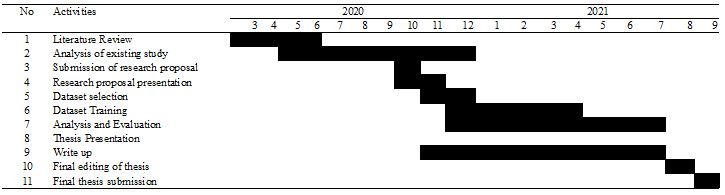 No Activities 2020 2021
3 4 5 6 7 8 9 10 11 12 1 2 3 4 5 6 7 8 9
1 Literature Review
2 Analysis of existing study
3 Submission of research proposal
4 Research proposal presentation
5 Dataset selection
6 Dataset Training
7 Analysis and Evaluation
8 Thesis Presentation
9 Write up
10 Final editing of thesis
11 Final thesis submission